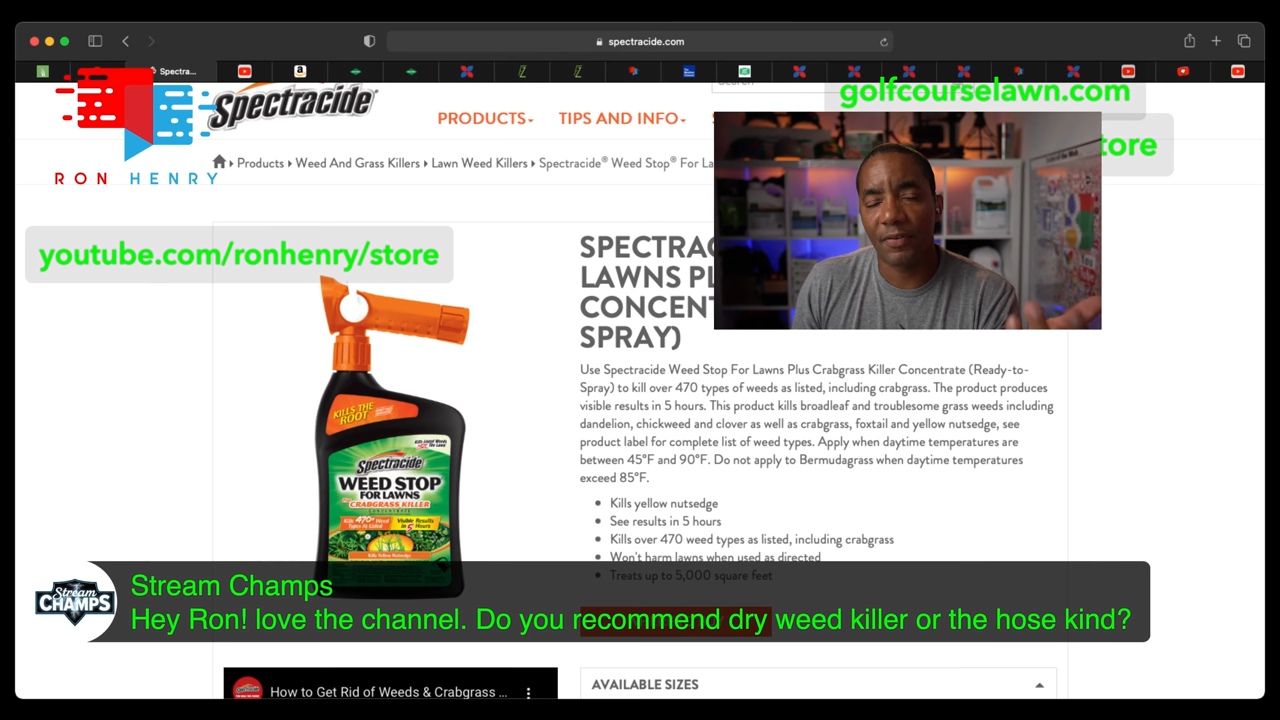 spectracide.com
Spectra...
Spectracide
golfcourselawn.com
PRODUCTS
TIPS AND INFO
tore
RON HENRY
Products
Weed And Grass Killers
Lawn Weed Killers
Spectracide® Weed Stop® For La
youtube.com/ronhenry/store
SPECTRAC
LAWNS PL
CONCENT
SPRAY)
Use Spectracide Weed Stop For Lawns Plus Crabgrass Killer Concentrate (Ready-to-
Spray) to kill over 470 types of weeds as listed, including crabgrass. The product produces
visible results in 5 hours. This product kills broadleaf and troublesome grass weeds including
dandelion, chickweed and clover as well as crabgrass, foxtail and yellow nutsedge, see
product label for complete list of weed types. Apply when daytime temperatures are
between 45°F and 90°F. Do not apply to Bermudagrass when daytime temperatures
exceed 85°F.
Kills yellow nutsedge
See results in 5 hours
Kills over 470 weed types as listed, including crabgrass
Won't harm lawns when used as directed
Treats up to 5,000 square feet
KILLS THE
ROOT
Spectracide
WEED STOP
FOR LAWNS
CRABGRASS KILLER
Stream Champs
Stream
CHAMPS
Hey Ron! love the channel. Do you recommend dry weed killer or the hose kind?
How to Get Rid of Weeds & Crabgrass ...
AVAILABLE SIZES